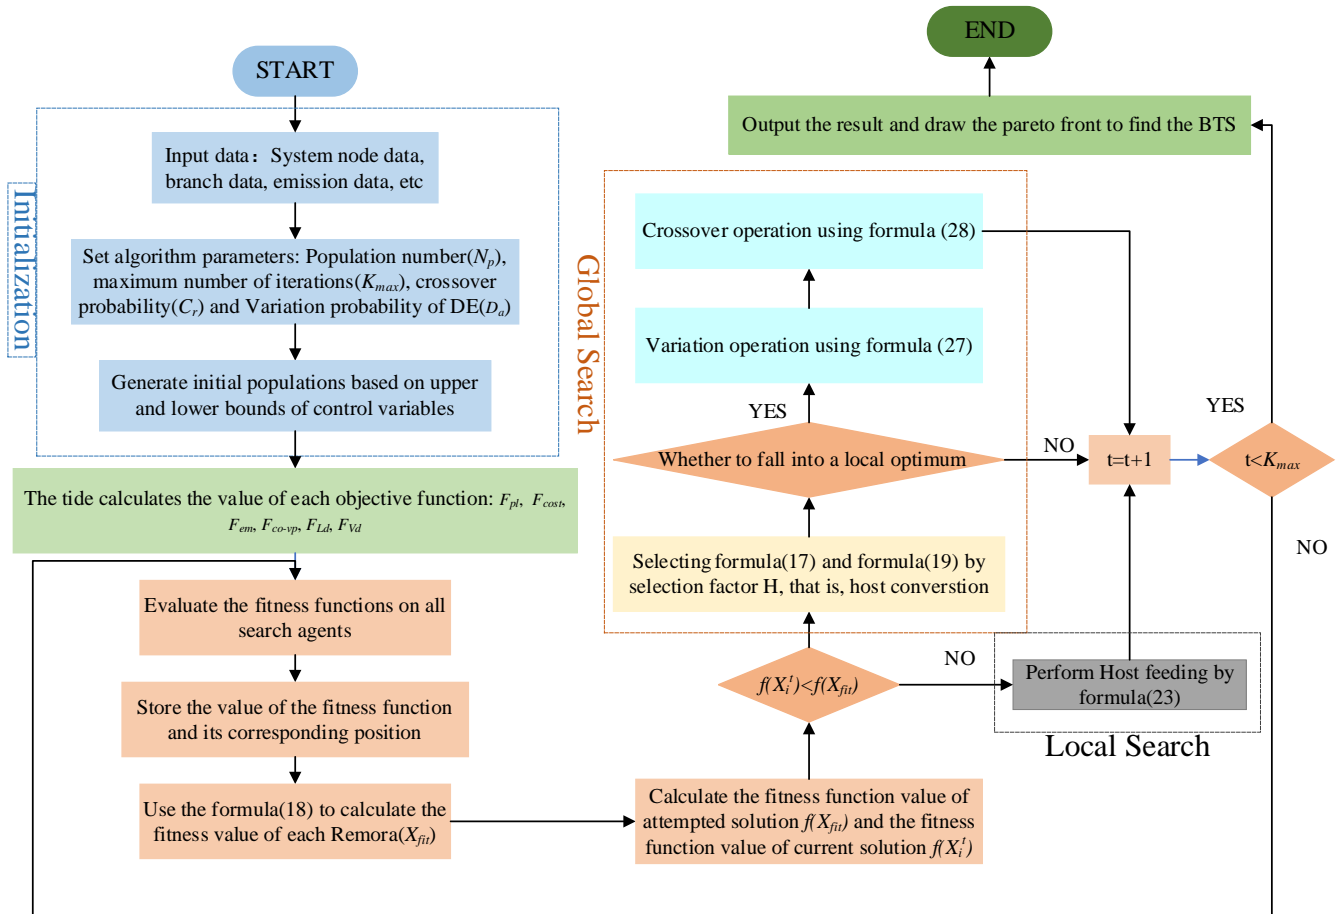 START
Input data：System node data,
branch data, emission data, etc
Set algorithm parameters: Population number(Np),
maximum number of iterations(Kmax), crossover
probability(Cr) and Variation probability of DE(Da)
Generate initial populations based on upper
and lower bounds of control variables
Initialization
The tide calculates the value of each objective function: Fpl, Fcost,
Fem, Fco-vp, FLd, FVd
Evaluate the fitness functions on all
search agents
Store the value of the fitness function
and its corresponding position
Use the formula(18) to calculate the
fitness value of each Remora(Xfit)
Calculate the fitness function value of
attempted solution f(Xfit) and the fitness
function value of current solution f(Xi^t)
f(Xi^t)<f(Xfit)
NO
Perform Host feeding by
formula(23)
Local Search
Selecting formula(17) and formula(19) by
selection factor H, that is, host converstion
Whether to fall into a local optimum
YES
NO
Variation operation using formula (27)
Crossover operation using formula (28)
Global Search
t=t+1
t<Kmax
YES
NO
Output the result and draw the pareto front to find the BTS
END